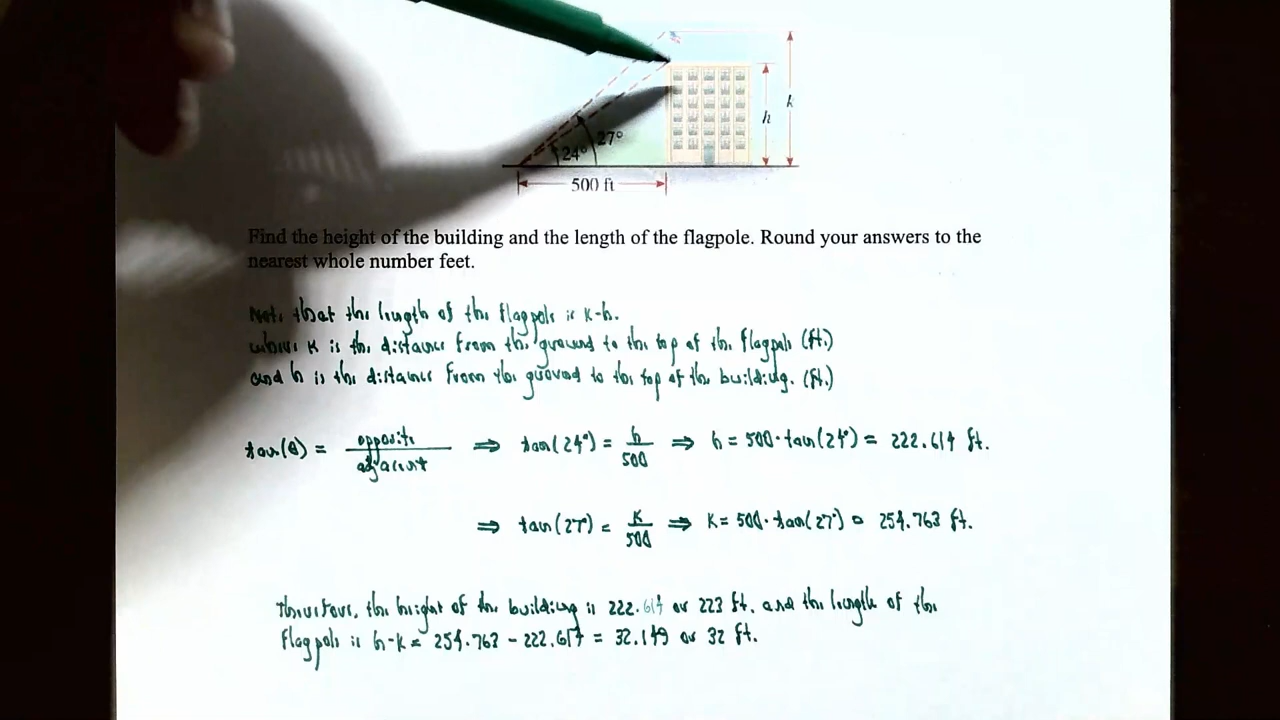 k
h
27°
24°
500 ft
Find the height of the building and the length of the flagpole. Round your answers to the
nearest whole number feet.
Note that the length of the flagpole is k-h.
where k is the distance from the ground to the top of the flagpole (ft.)
and h is the distance from the ground to the top of the building. (ft.)
tan(θ) = opposite/adjacent ⇒ tan(24°) = h/500 ⇒ h = 500·tan(24°) = 222.614 ft.
⇒ tan(27°) = k/500 ⇒ k = 500·tan(27°) = 254.763 ft.
Therefore, the height of the building is 222.614 or 223 ft. and the length of the
flagpole is h-k = 254.763 - 222.614 = 32.149 or 32 ft.